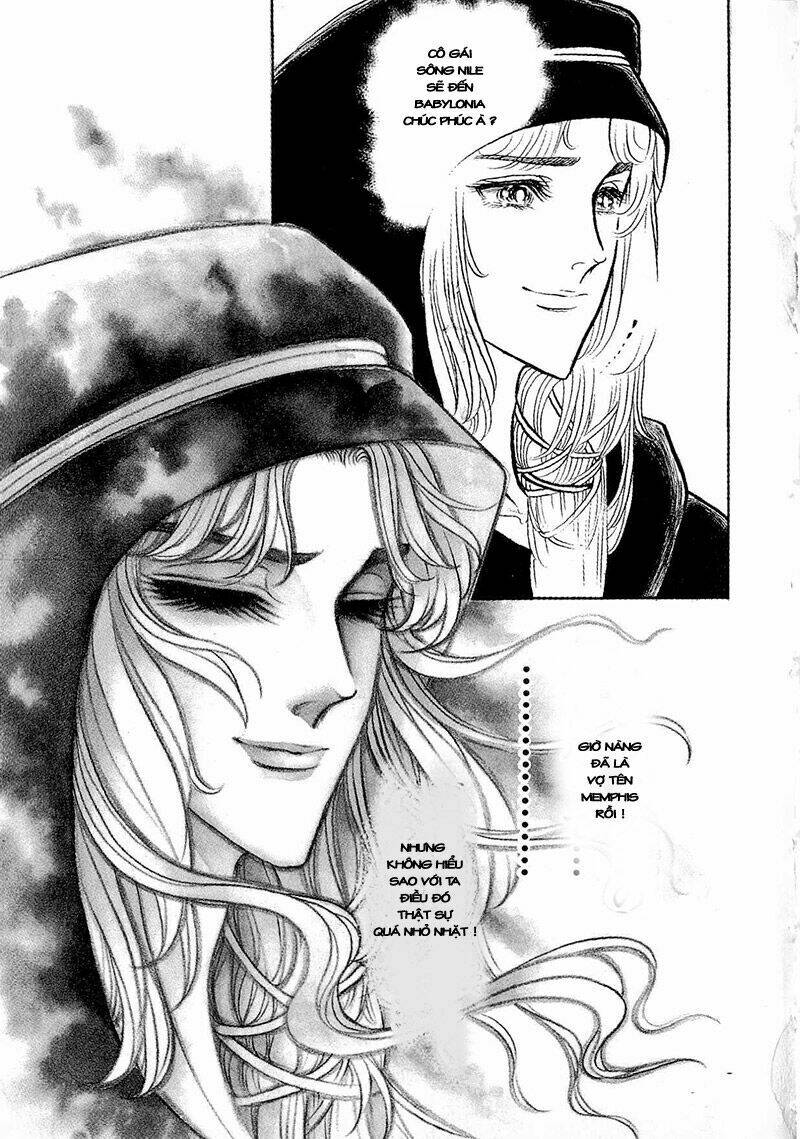 CÔ GÁI
SÔNG NILE
SẼ ĐẾN
BABYLONIA
CHÚC PHÚC À ?
GIỜ NÀNG
ĐÃ LÀ
VỢ TÊN
MEMPHIS
RỒI !
NHƯNG
KHÔNG HIỂU
SAO VỚI TA
ĐIỀU ĐÓ
THẬT SỰ
QUÁ NHỎ NHẶT !